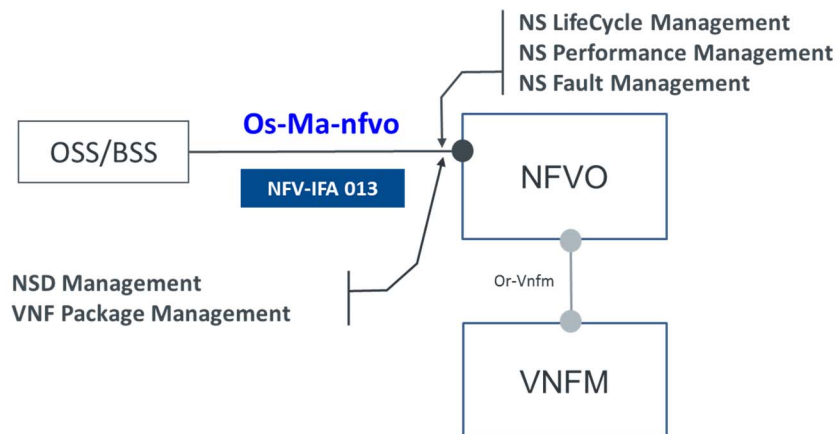 NS LifeCycle Management
NS Performance Management
NS Fault Management
Os-Ma-nfvo
OSS/BSS
NFV-IFA 013
NFVO
NSD Management
VNF Package Management
Or-Vnfm
VNFM